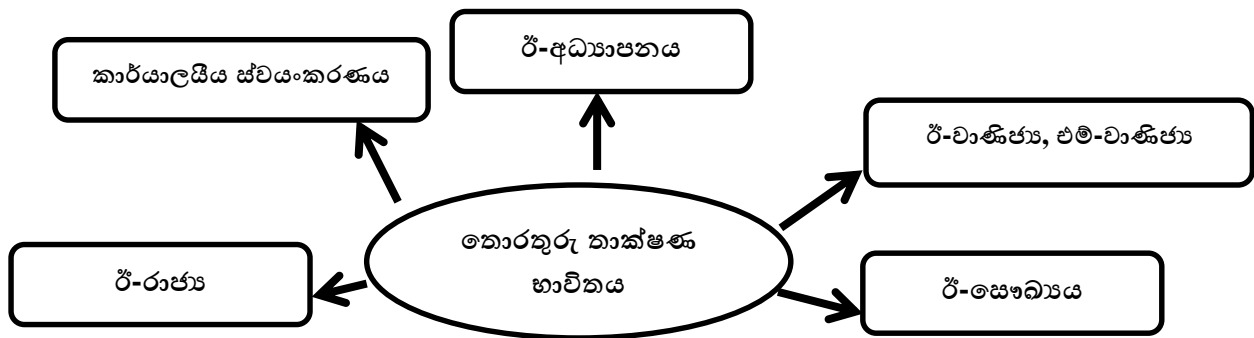 ඊ-අධ්‍යාපනය
කාර්යාලයීය ස්වයංකරණය
ඊ-වාණිජ්‍ය, එම්-වාණිජ්‍ය
තොරතුරු තාක්ෂණ
භාවිතය
ඊ-රාජ්‍ය
ඊ-සෞඛ්‍යය